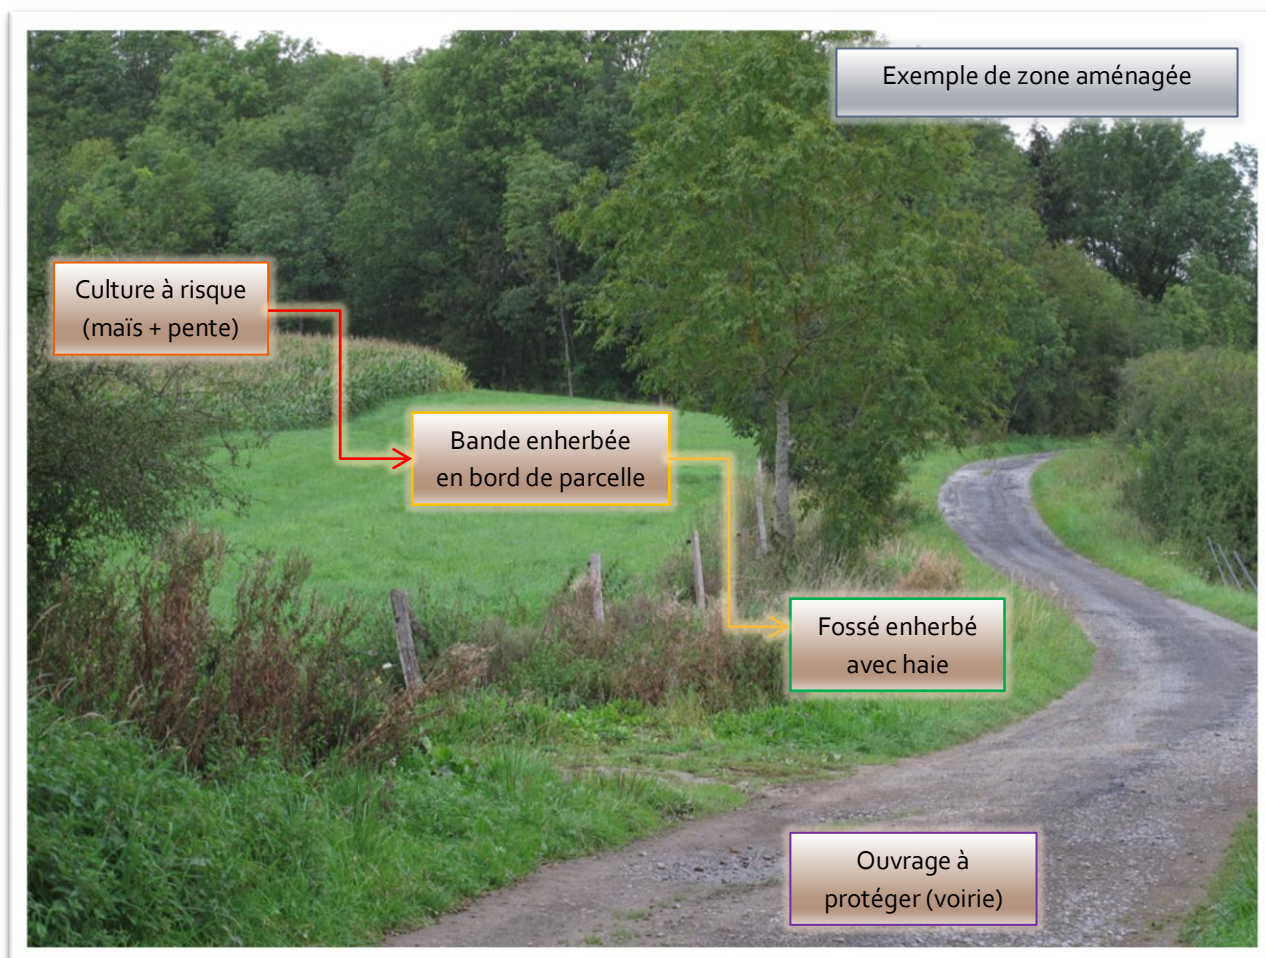 Exemple de zone aménagée
Culture à risque
(maïs + pente)
Bande enherbée
en bord de parcelle
Fossé enherbé
avec haie
Ouvrage à
protéger (voirie)